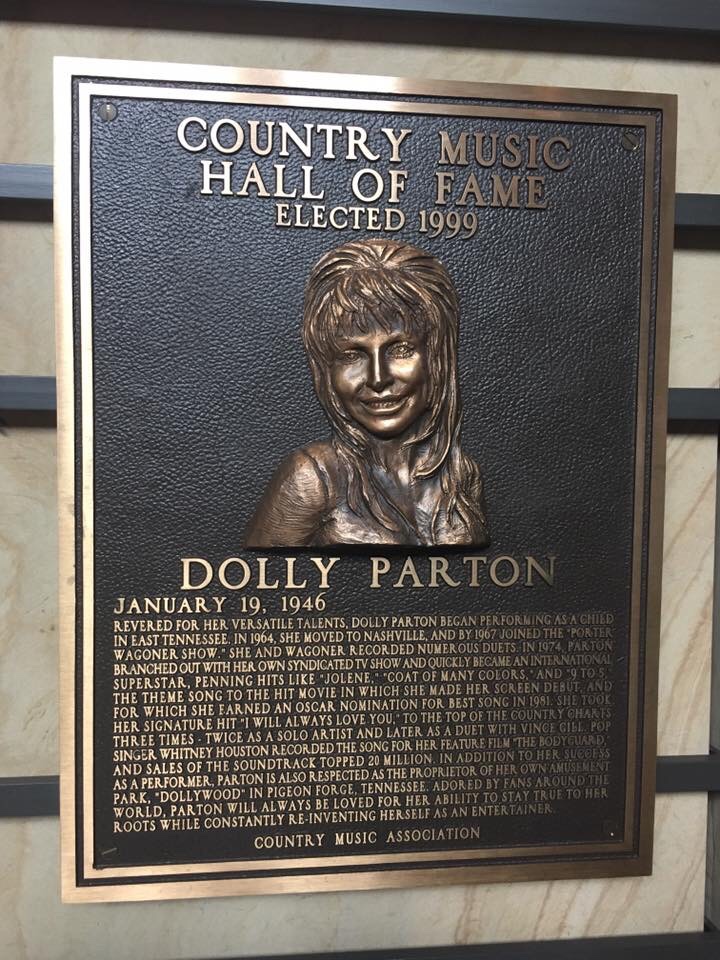 COUNTRY MUSIC
HALL OF FAME
ELECTED 1999
DOLLY PARTON
JANUARY 19, 1946
REVERED FOR HER VERSATILE TALENTS, DOLLY PARTON BEGAN PERFORMING AS A CHILD
IN EAST TENNESSEE. IN 1964, SHE MOVED TO NASHVILLE, AND BY 1967 JOINED THE "PORTER
WAGONER SHOW." SHE AND WAGONER RECORDED NUMEROUS DUETS. IN 1974, PARTON
BRANCHED OUT WITH HER OWN SYNDICATED TV SHOW AND QUICKLY BECAME AN INTERNATIONAL
SUPERSTAR, PENNING HITS LIKE "JOLENE," "COAT OF MANY COLORS," AND "9 TO 5,"
THE THEME SONG TO THE HIT MOVIE IN WHICH SHE MADE HER SCREEN DEBUT, AND
FOR WHICH SHE EARNED AN OSCAR NOMINATION FOR BEST SONG IN 1981. SHE TOOK
HER SIGNATURE HIT "I WILL ALWAYS LOVE YOU," TO THE TOP OF THE COUNTRY CHARTS
THREE TIMES - TWICE AS A SOLO ARTIST AND LATER AS A DUET WITH VINCE GILL. POP
SINGER WHITNEY HOUSTON RECORDED THE SONG FOR HER FEATURE FILM "THE BODYGUARD,"
AND SALES OF THE SOUNDTRACK TOPPED 20 MILLION. IN ADDITION TO HER SUCCESS
AS A PERFORMER, PARTON IS ALSO RESPECTED AS THE PROPRIETOR OF HER OWN AMUSEMENT
PARK, "DOLLYWOOD" IN PIGEON FORGE, TENNESSEE. ADORED BY FANS AROUND THE
WORLD, PARTON WILL ALWAYS BE LOVED FOR HER ABILITY TO STAY TRUE TO HER
ROOTS WHILE CONSTANTLY RE-INVENTING HERSELF AS AN ENTERTAINER.
COUNTRY MUSIC ASSOCIATION